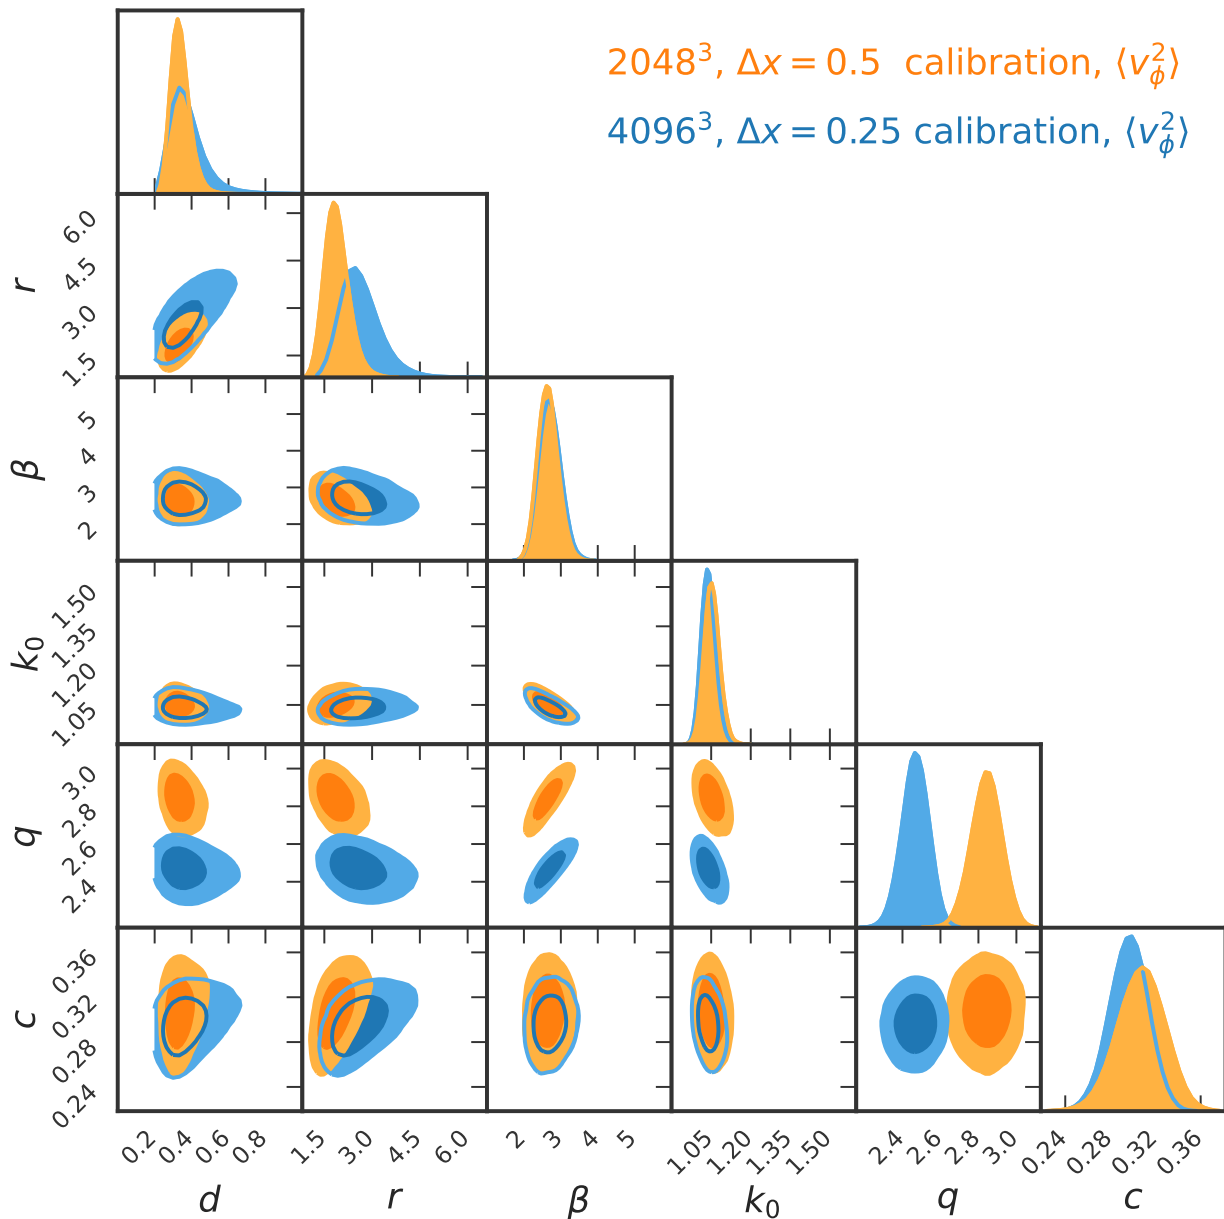 2048³, Δx = 0.5 calibration, ⟨v²ᵩ⟩
4096³, Δx = 0.25 calibration, ⟨v²ᵩ⟩
r
6.0
4.5
3.0
1.5
β
5
4
3
2
k₀
1.50
1.35
1.20
1.05
q
3.0
2.8
2.6
2.4
c
0.36
0.32
0.28
0.24
0.2 0.4 0.6 0.8 1.5 3.0 4.5 6.0 2 3 4 5 1.05 1.20 1.35 1.50 2.4 2.6 2.8 3.0 0.24 0.28 0.32 0.36
d r β k₀ q c